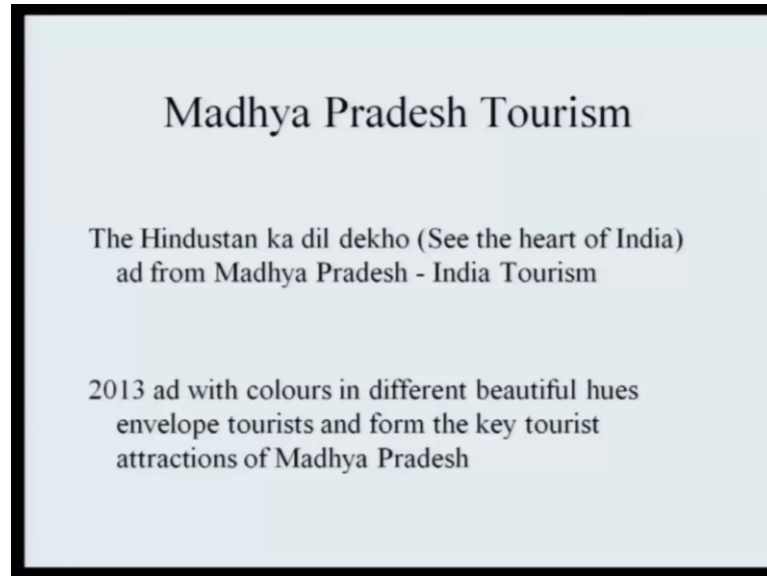 Madhya Pradesh Tourism
The Hindustan ka dil dekho (See the heart of India)
ad from Madhya Pradesh - India Tourism
2013 ad with colours in different beautiful hues
envelope tourists and form the key tourist
attractions of Madhya Pradesh